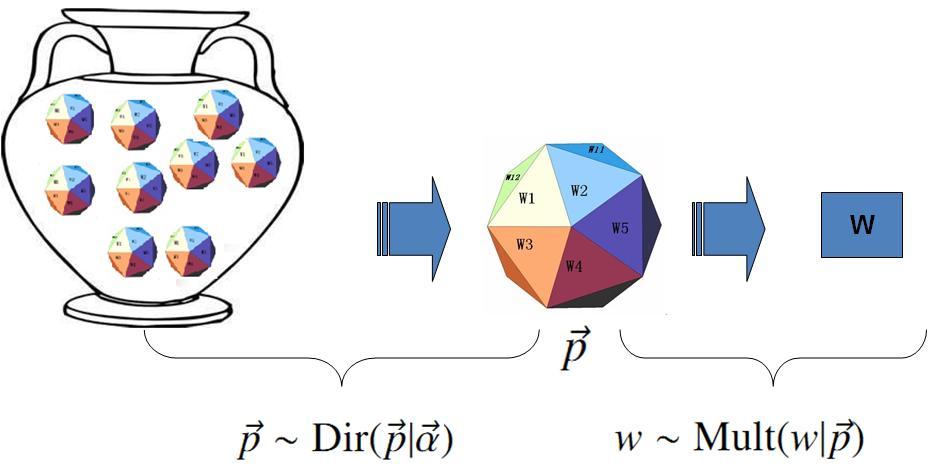 W11
W12
W1
W2
W5
W3
W4
W
$\vec{p}$
$\vec{p} \sim \mathrm{Dir}(\vec{p}|\vec{\alpha})$
$w \sim \mathrm{Mult}(w|\vec{p})$